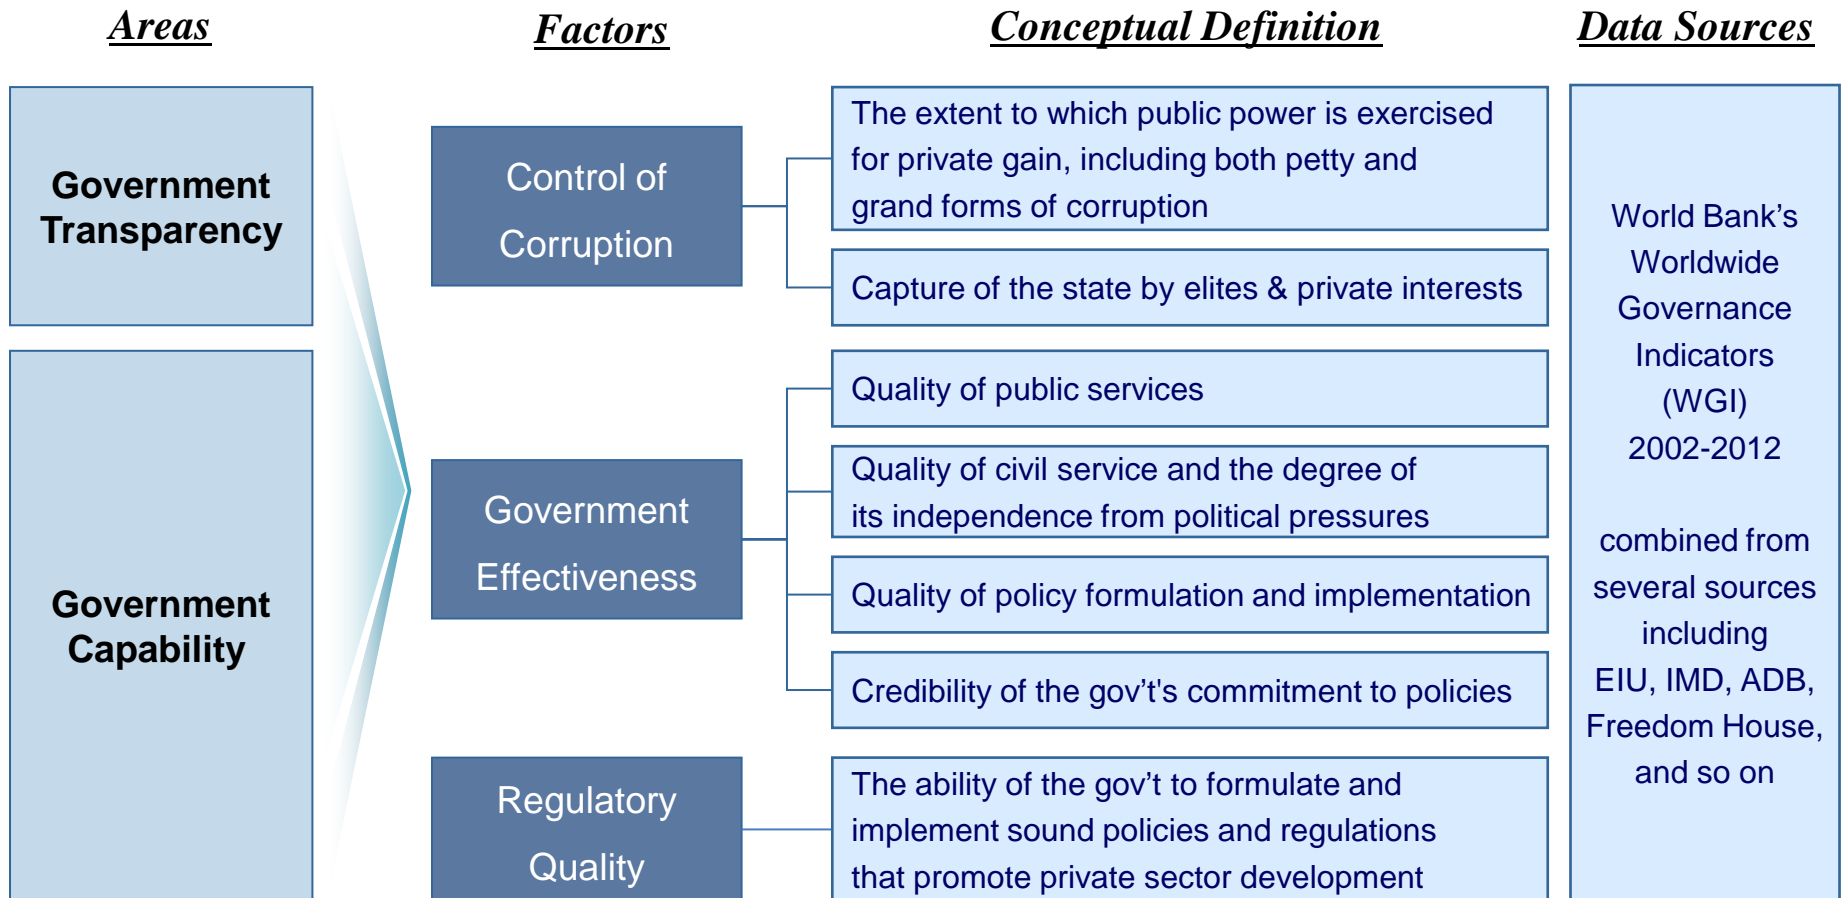 Areas
Factors
Conceptual Definition
Data Sources
Government
Transparency
Control of
Corruption
The extent to which public power is exercised
for private gain, including both petty and
grand forms of corruption
Capture of the state by elites & private interests
Government
Capability
Government
Effectiveness
Quality of public services
Quality of civil service and the degree of
its independence from political pressures
Quality of policy formulation and implementation
Credibility of the gov’t's commitment to policies
Regulatory
Quality
The ability of the gov’t to formulate and
implement sound policies and regulations
that promote private sector development
World Bank’s
Worldwide
Governance
Indicators
(WGI)
2002-2012
combined from
several sources
including
EIU, IMD, ADB,
Freedom House,
and so on